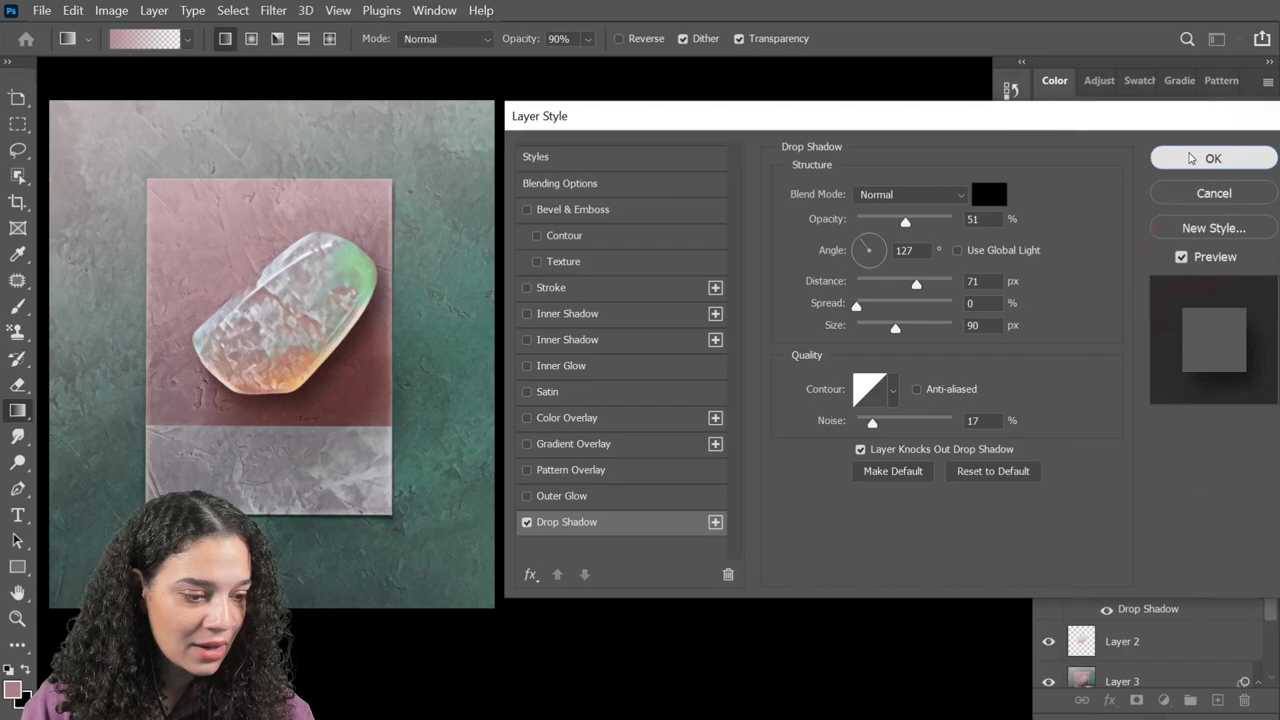 Ps File Edit Image Layer Type Select Filter 3D View Plugins Window Help
Mode: Normal Opacity: 90% Reverse Dither Transparency
Color Adjust Swatch Gradie Pattern
Layer Style
Styles
Blending Options
Bevel & Emboss
Contour
Texture
Stroke
Inner Shadow
Inner Shadow
Inner Glow
Satin
Color Overlay
Gradient Overlay
Pattern Overlay
Outer Glow
Drop Shadow
fx
Drop Shadow
Structure
Blend Mode: Normal
Opacity: 51 %
Angle: 127 ° Use Global Light
Distance: 71 px
Spread: 0 %
Size: 90 px
Quality
Contour: Anti-aliased
Noise: 17 %
Layer Knocks Out Drop Shadow
Make Default Reset to Default
OK
Cancel
New Style...
Preview
Drop Shadow
Layer 2
Layer 3
fx
T